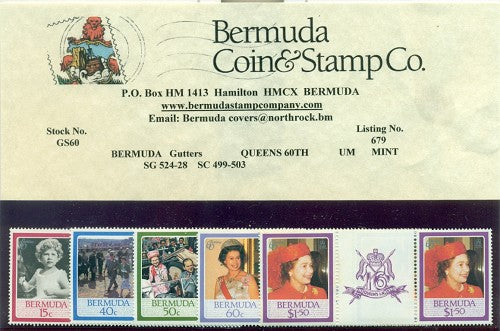 Bermuda
Coin & Stamp Co.
P.O. Box HM 1413 Hamilton HMCX BERMUDA
www.bermudastampcompany.com
Email: Bermuda covers@northrock.bm
Stock No. Listing No.
GS60 679
BERMUDA Gutters QUEENS 60TH UM MINT
SG 524-28 SC 499-503
BERMUDA 15c
BERMUDA 40c
BERMUDA 50c
BERMUDA 60c
BERMUDA $1·50
BERMUDA $1·50